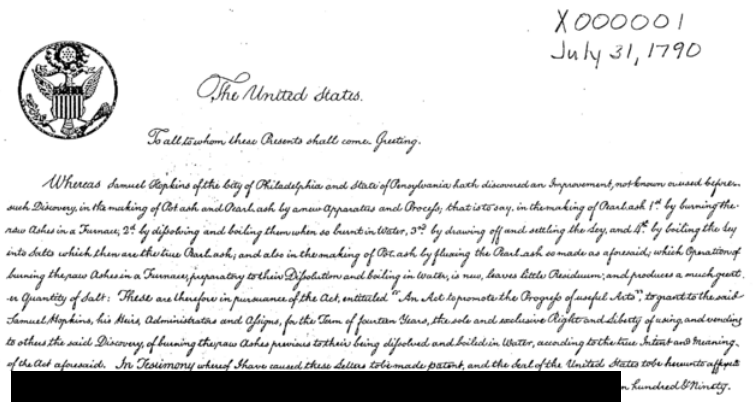 X000001
July 31, 1790
The United States.
To all to whom these Presents shall come. Greeting.
Whereas Samuel Hopkins of the City of Philadelphia and State of Pensylvania hath discovered an Improvement, not known or used before,
such Discovery, in the making of Pot ash and Pearl ash by a new Apparatus and Process; that is to say, in the making of Pearl ash 1st. by burning the
raw Ashes in a Furnace, 2d. by dissolving and boiling them when so burnt in Water, 3rd. by drawing off and settling the Ley, and 4th. by boiling the Ley
into Salts which then are the true Pearl ash; and also in the making of Pot ash by fluxing the Pearl ash so made as aforesaid; which Operation of
burning the raw Ashes in a Furnace, preparatory to their Dissolution and boiling in Water, is new, leaves little Residuum; and produces a much great-
er Quantity of Salt: These are therefore in pursuance of the Act, entituled "An Act to promote the Progress of useful Arts", to grant to the said
Samuel Hopkins, his Heirs, Administrators and Assigns, for the Term of fourteen Years, the sole and exclusive Right and Liberty of using, and vending
to others the said Discovery, of burning the raw Ashes previous to their being dissolved and boiled in Water, according to the true Intent and Meaning
of the Act aforesaid. In Testimony whereof I have caused these Letters to be made patent, and the Seal of the United States to be hereunto affixed
n hundred & Ninety.